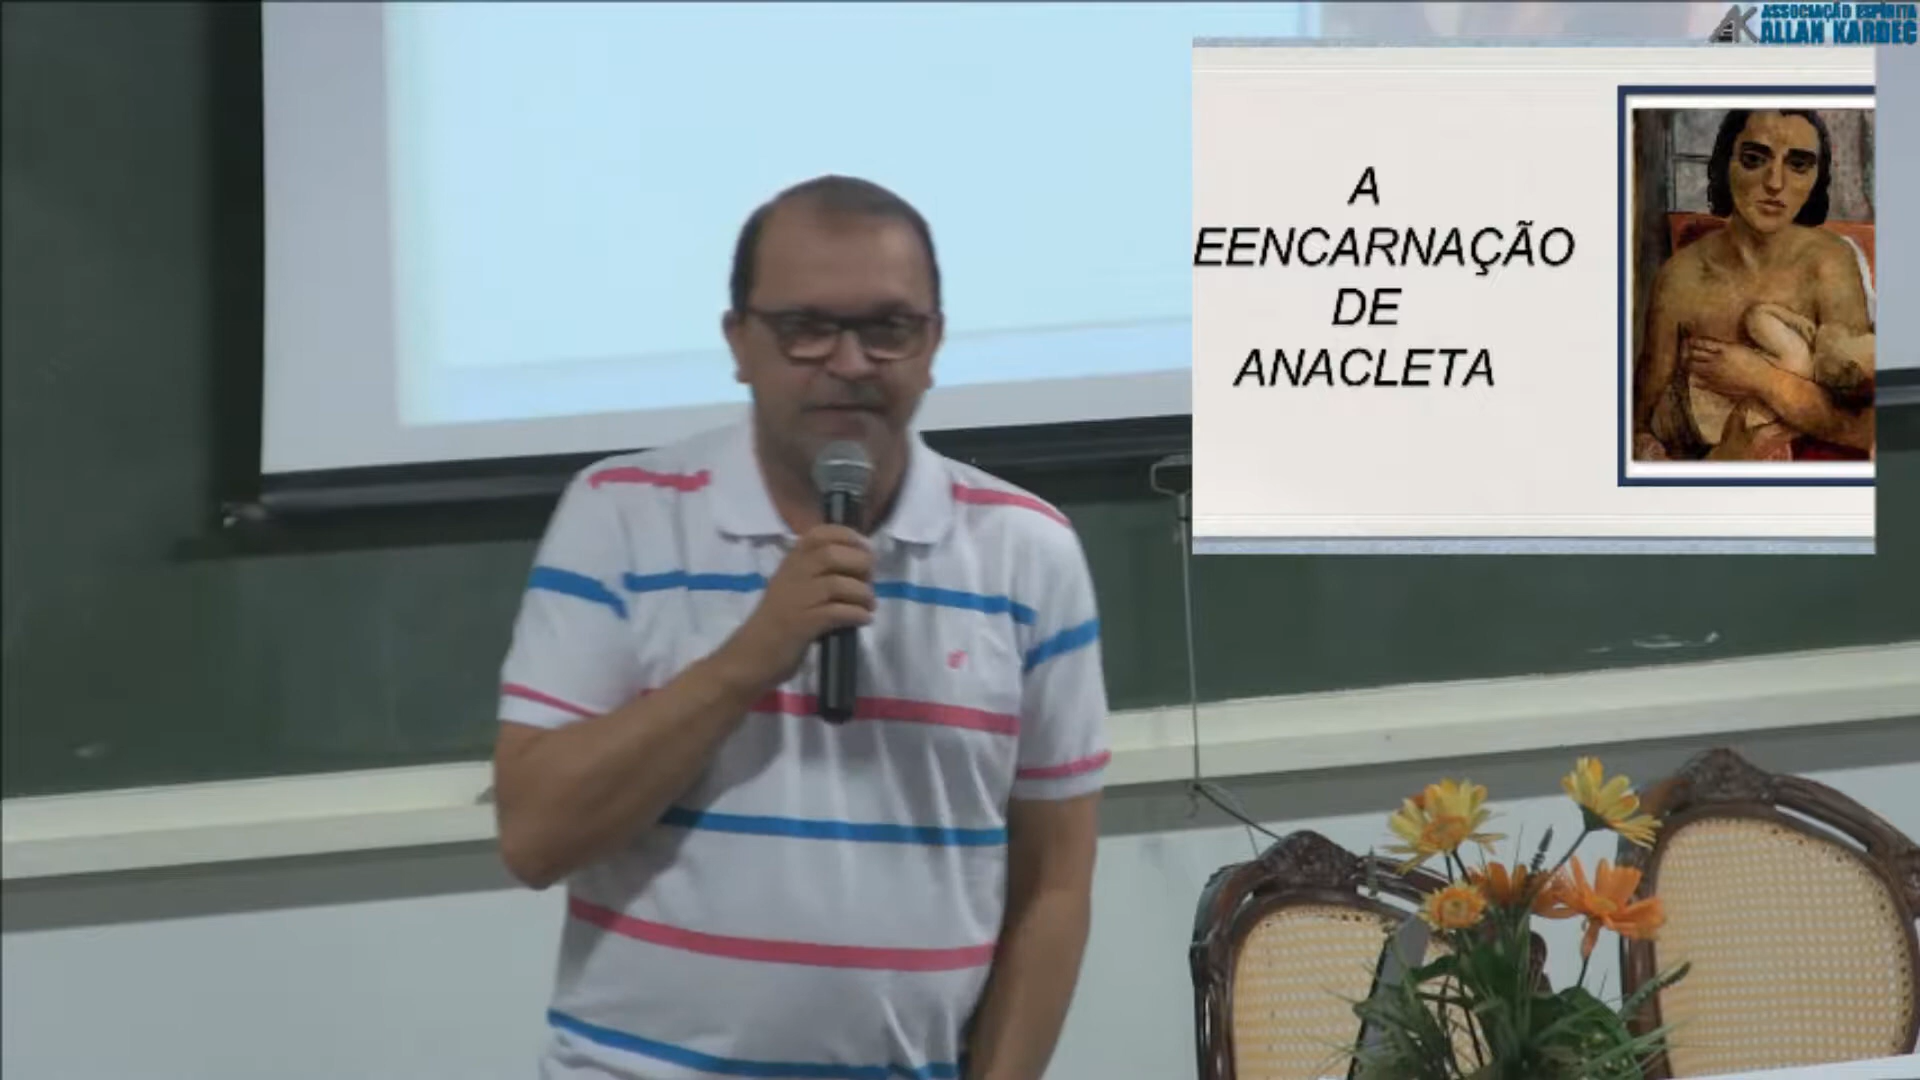 ASSOCIAÇÃO ESPÍRITA
ALLAN KARDEC
A
EENCARNAÇÃO
DE
ANACLETA